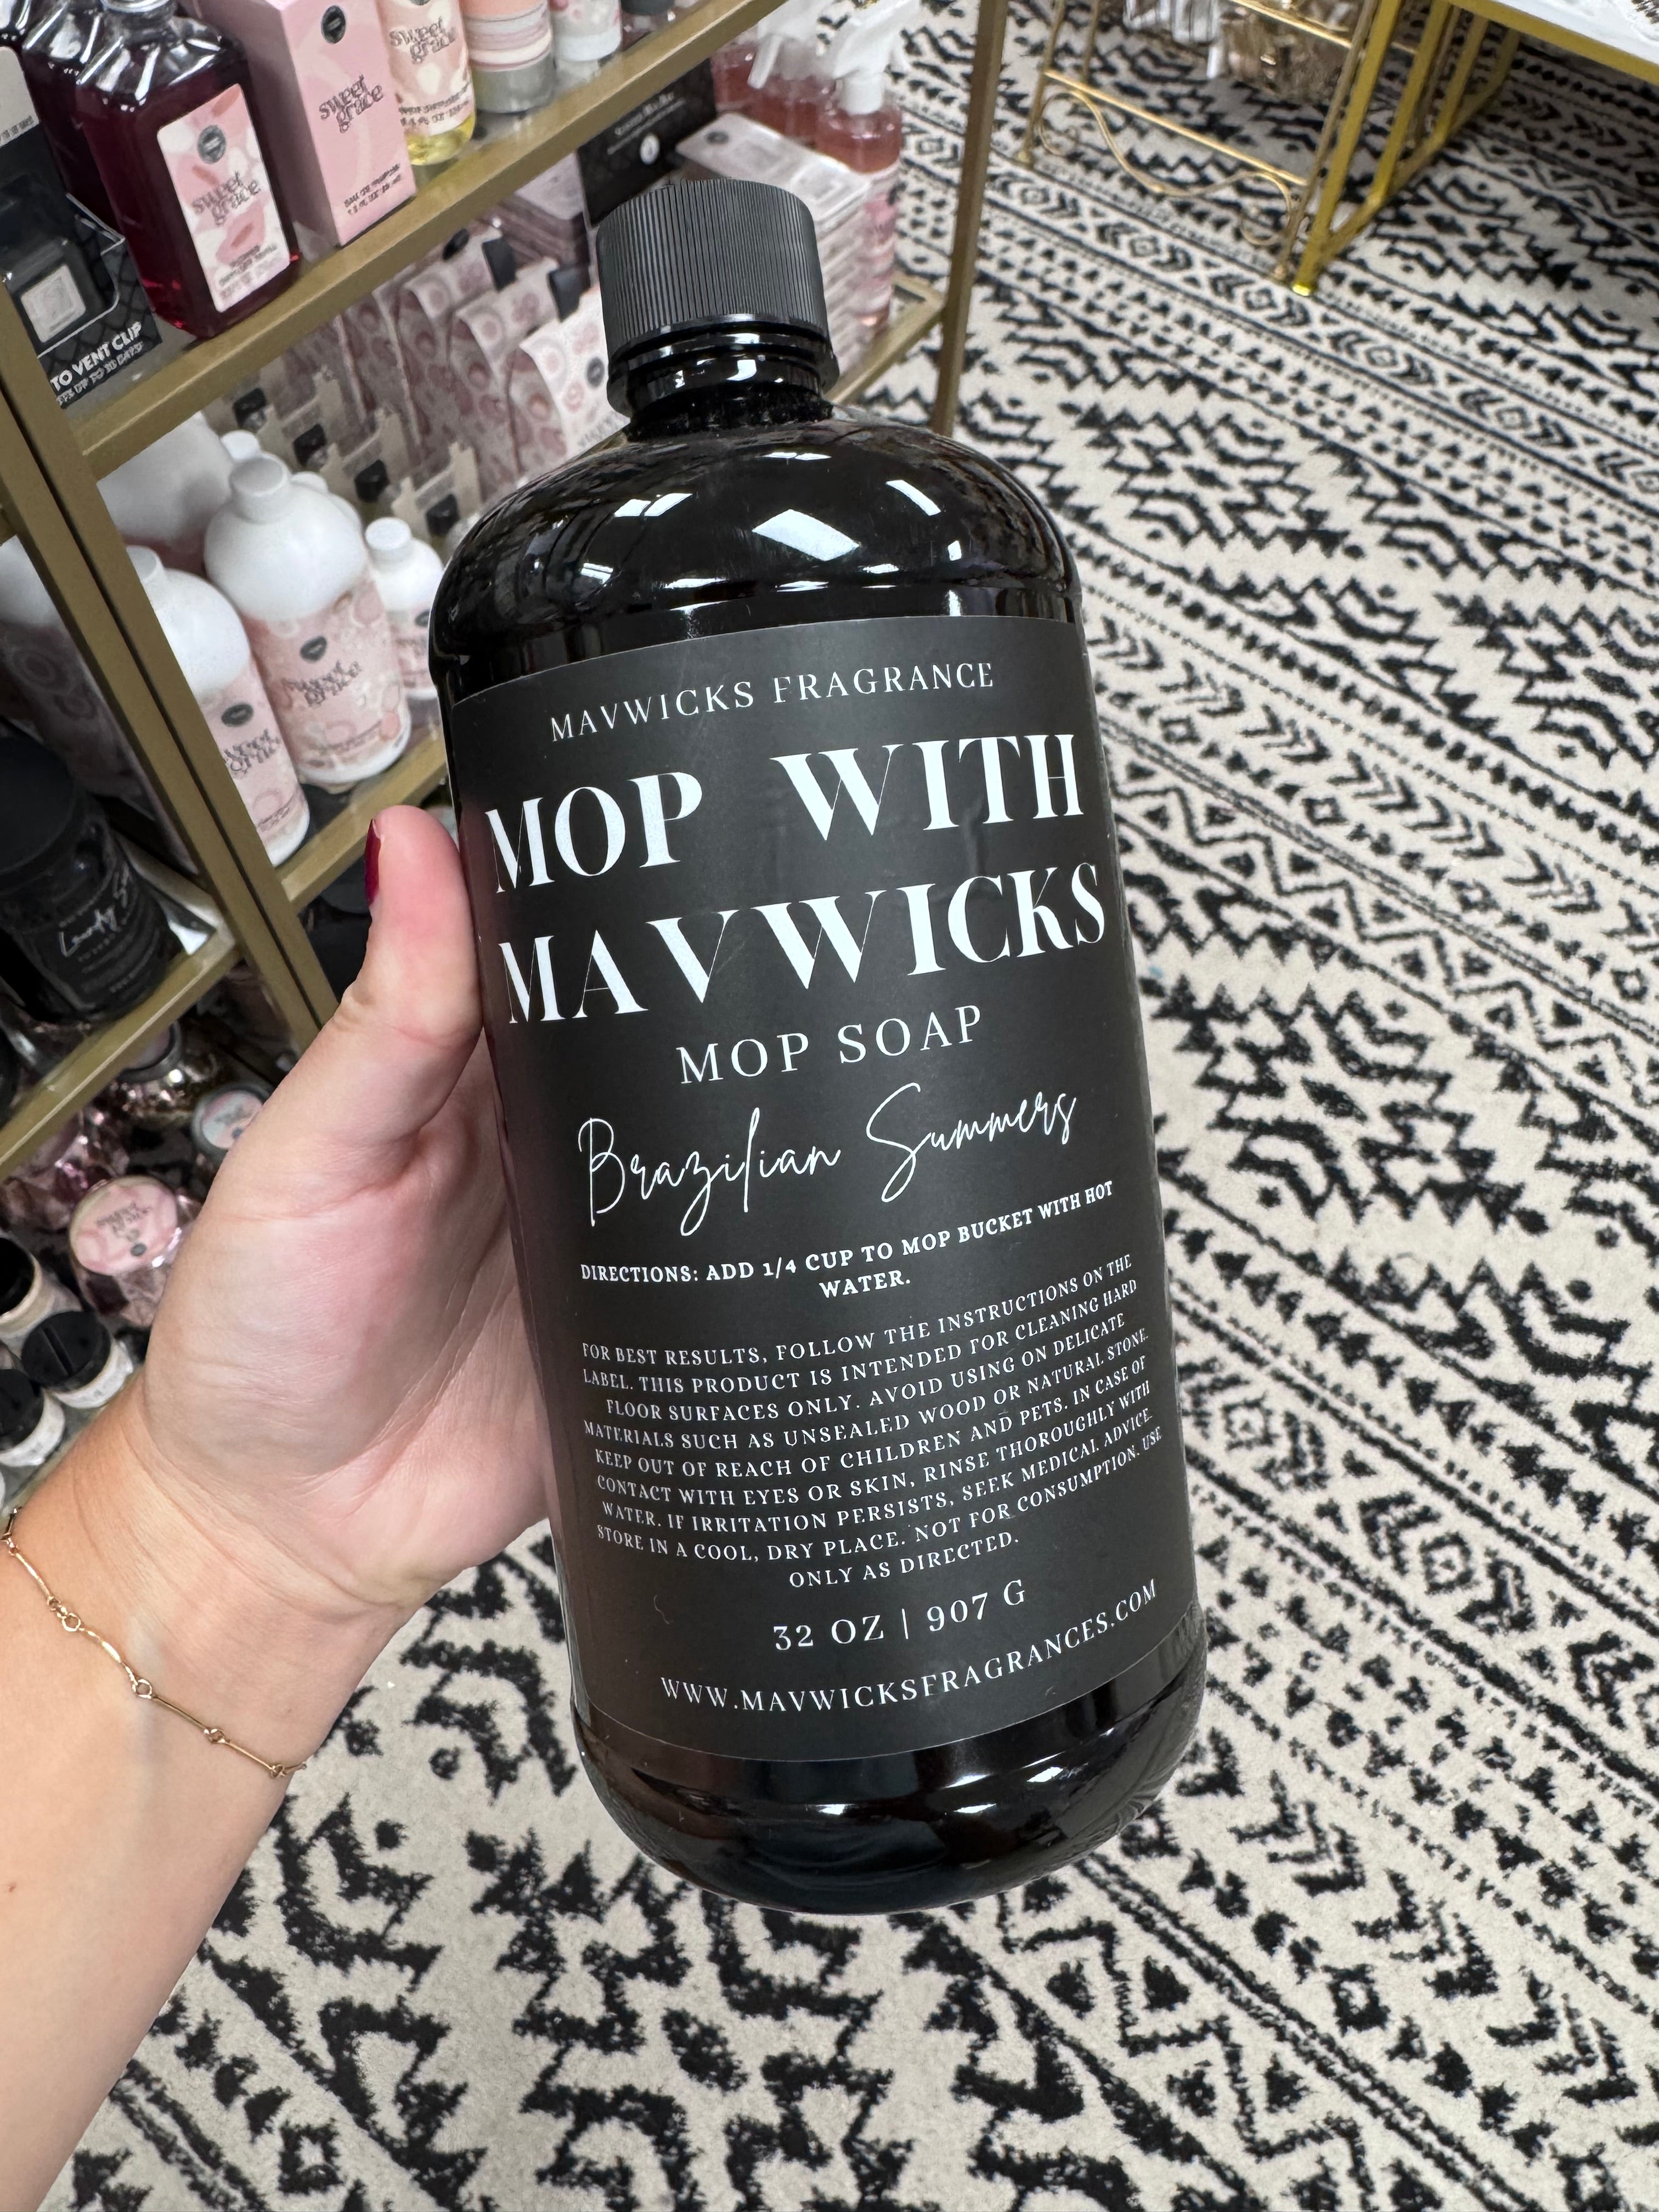 sweet
grace
sweet
grace
sweet
grace
TO VENT CLIP
MAVWICKS FRAGRANCE
MOP WITH
MAVWICKS
MOP SOAP
Brazilian Summers
DIRECTIONS: ADD 1/4 CUP TO MOP BUCKET WITH HOT
WATER.
FOR BEST RESULTS, FOLLOW THE INSTRUCTIONS ON THE
LABEL. THIS PRODUCT IS INTENDED FOR CLEANING HARD
FLOOR SURFACES ONLY. AVOID USING ON DELICATE
MATERIALS SUCH AS UNSEALED WOOD OR NATURAL STONE.
KEEP OUT OF REACH OF CHILDREN AND PETS. IN CASE OF
CONTACT WITH EYES OR SKIN, RINSE THOROUGHLY WITH
WATER. IF IRRITATION PERSISTS, SEEK MEDICAL ADVICE.
STORE IN A COOL, DRY PLACE. NOT FOR CONSUMPTION. USE
ONLY AS DIRECTED.
32 OZ | 907 G
WWW.MAVWICKSFRAGRANCES.COM